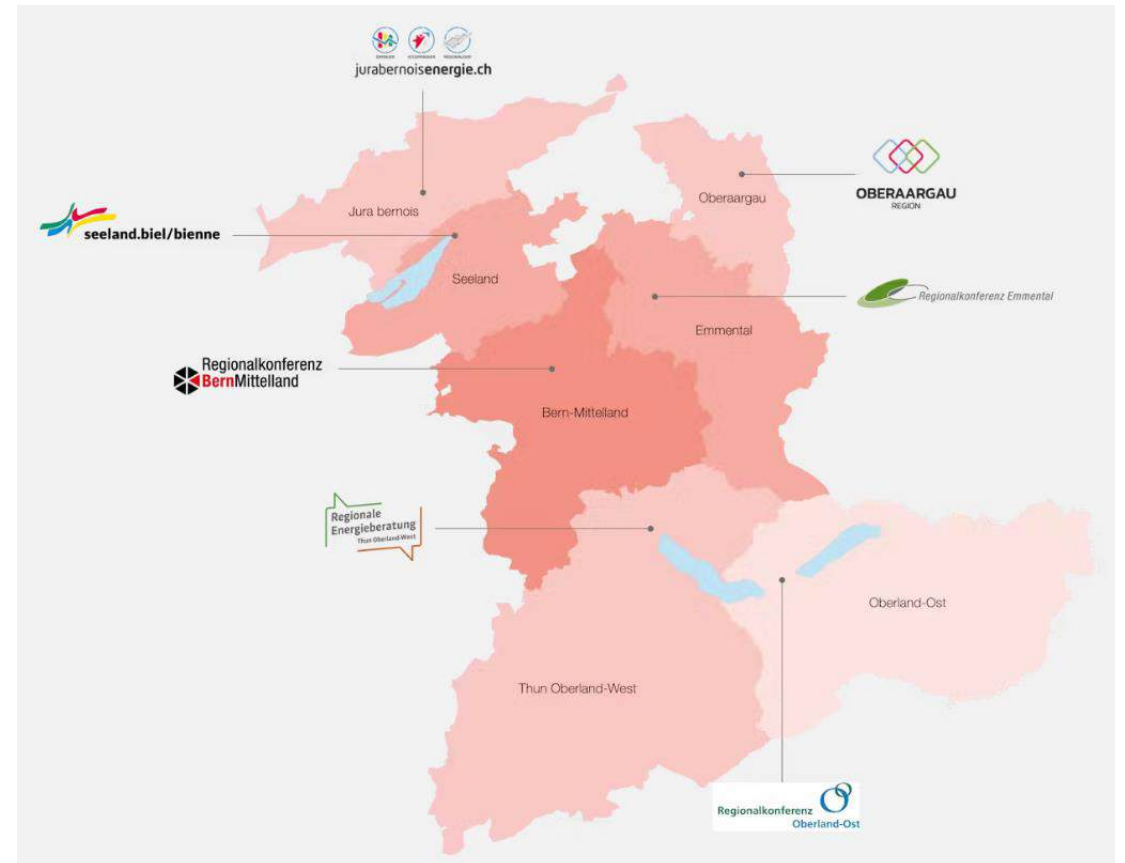 jurabernoisenergie.ch
OBERAARGAU
REGION
Oberaargau
Jura bernois
seeland.biel/bienne
Seeland
Regionalkonferenz Emmental
Emmental
Regionalkonferenz
BernMittelland
Bern-Mittelland
Regionale
Energieberatung
Thun Oberland-West
Oberland-Ost
Thun Oberland-West
Regionalkonferenz
Oberland-Ost